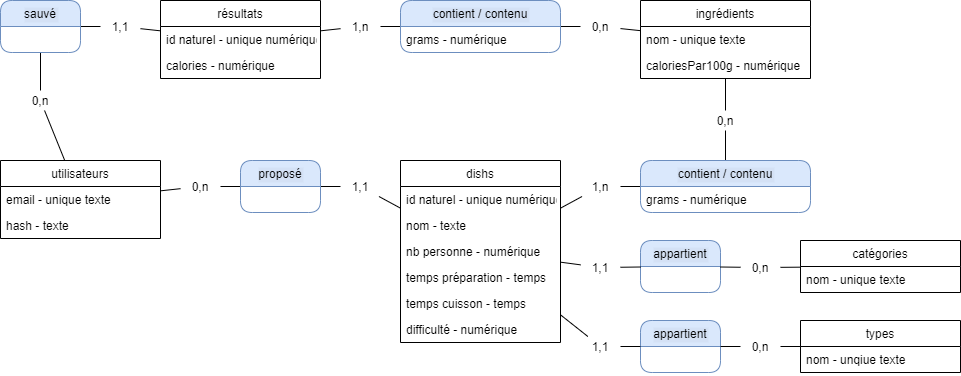 sauvé
1,1
résultats
id naturel - unique numérique
calories - numérique
1,n
contient / contenu
grams - numérique
0,n
ingrédients
nom - unique texte
caloriesPar100g - numérique
0,n
0,n
utilisateurs
email - unique texte
hash - texte
0,n
proposé
1,1
dishs
id naturel - unique numérique
nom - texte
nb personne - numérique
temps préparation - temps
temps cuisson - temps
difficulté - numérique
1,n
contient / contenu
grams - numérique
1,1
appartient
0,n
catégories
nom - unique texte
1,1
appartient
0,n
types
nom - unqiue texte